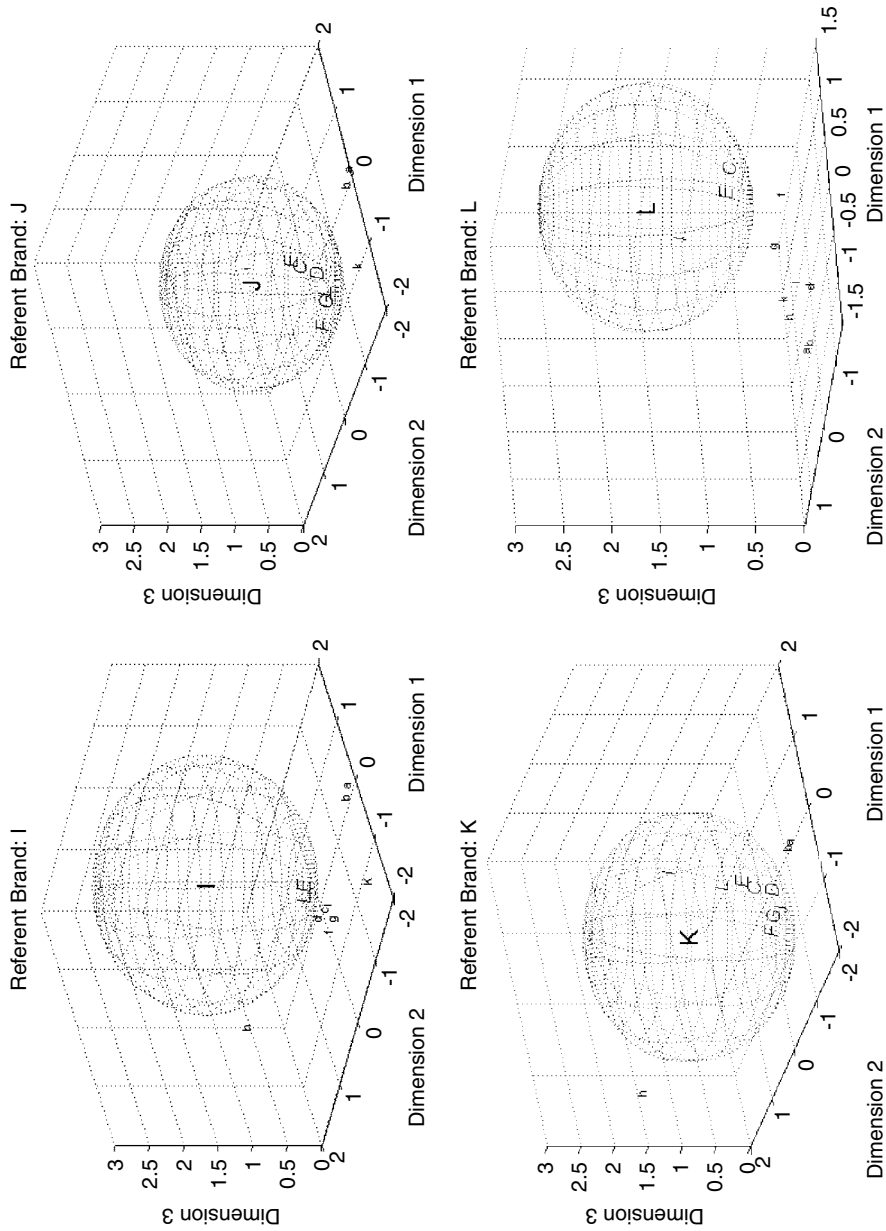 Referent Brand: I
3
2.5
2
1.5
1
0.5
0
Dimension 3
I
h
L E
d c
f g
b a
k
1
0
-1
-2
Dimension 2
-2
-1
0
1
2
Dimension 1
Referent Brand: J
3
2.5
2
1.5
1
0.5
0
Dimension 3
J
E
C
D
G
F
b a
k
2
1
0
-1
-2
Dimension 2
-2
-1
0
1
2
Dimension 1
Referent Brand: K
3
2.5
2
1.5
1
0.5
0
Dimension 3
K
h
I
L
E
C
D
F G
J
2
1
0
-1
-2
Dimension 2
-2
-1
0
1
2
Dimension 1
Referent Brand: L
3
2.5
2
1.5
1
0.5
0
Dimension 3
L
E C
f
g
k
h
a b
1
0
-1
Dimension 2
-1.5
-1
-0.5
0
0.5
1
1.5
Dimension 1